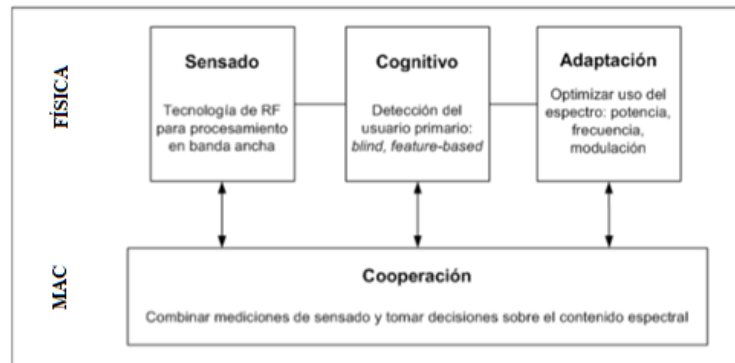 FÍSICA
Sensado
Tecnología de RF
para procesamiento
en banda ancha
Cognitivo
Detección del
usuario primario:
blind, feature-based
Adaptación
Optimizar uso del
espectro: potencia,
frecuencia,
modulación
MAC
Cooperación
Combinar mediciones de sensado y tomar decisiones sobre el contenido espectral